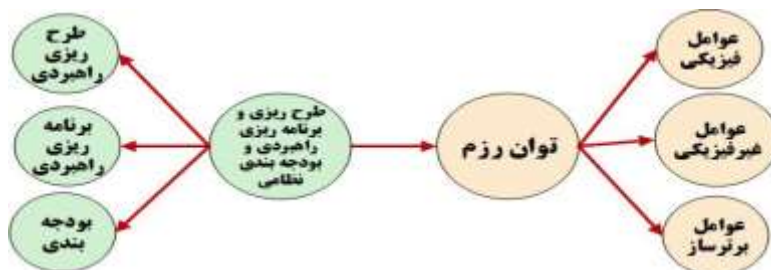 عوامل
فیزیکی
عوامل
غیرفیزیکی
عوامل
برترساز
توان رزم
طرح ریزی و
برنامه ریزی
راهبردی و
بودجه بندی
نظامی
طرح
ریزی
راهبردی
برنامه
ریزی
راهبردی
بودجه
بندی